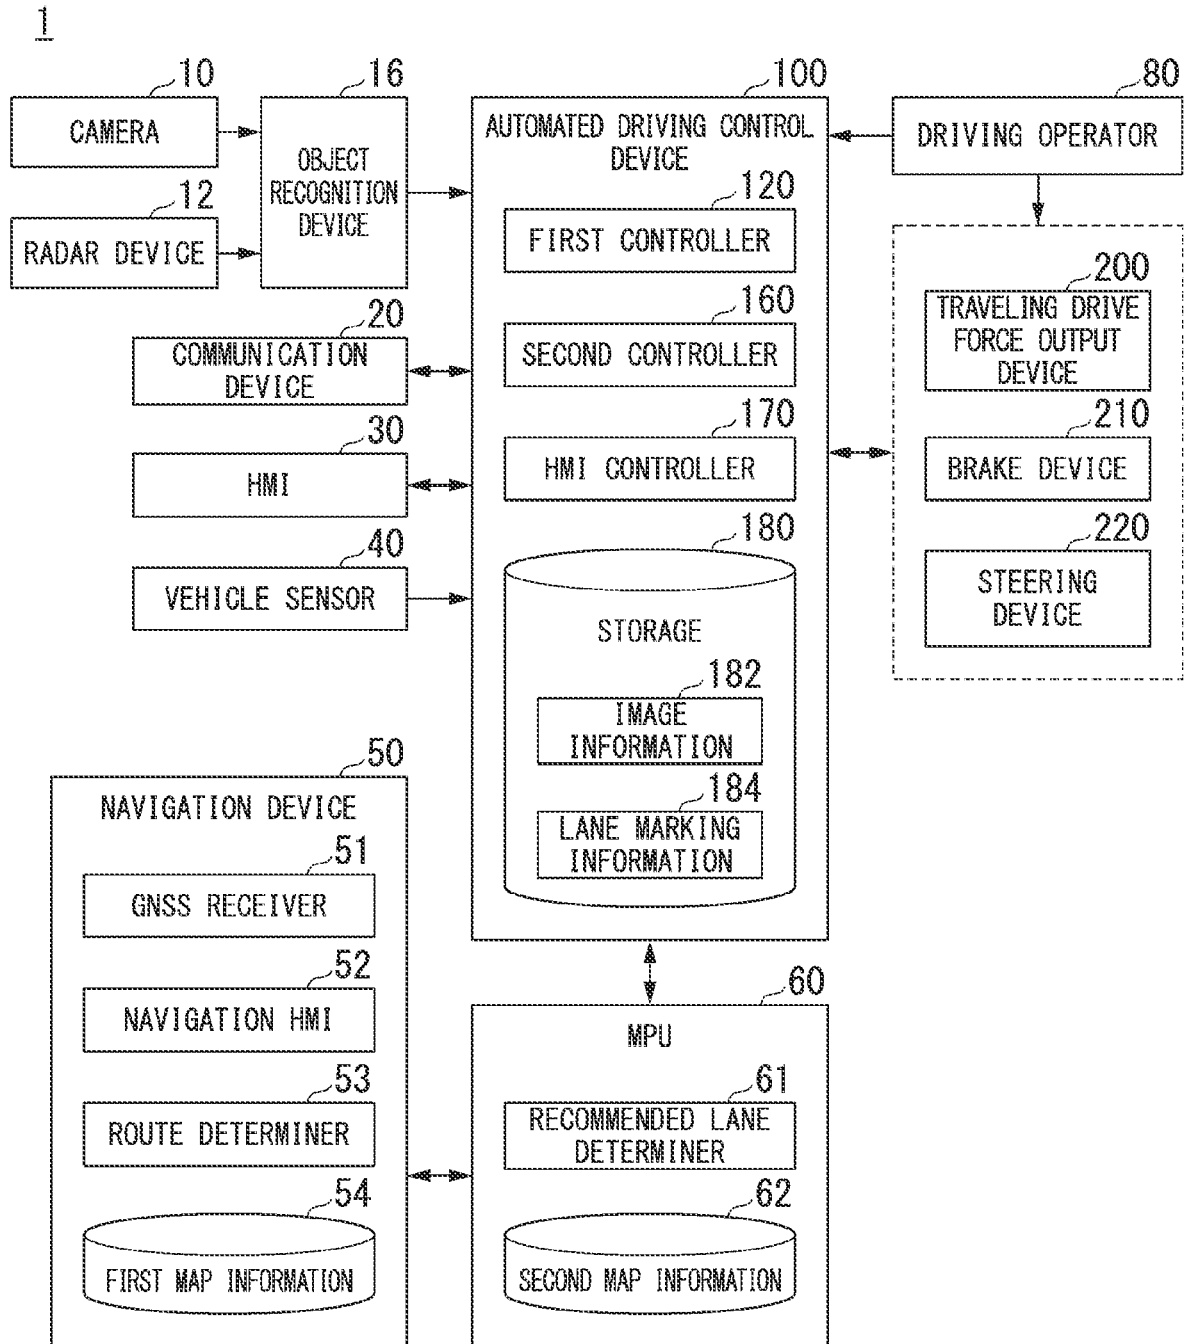 1
10
CAMERA
12
RADAR DEVICE
16
OBJECT
RECOGNITION
DEVICE
20
COMMUNICATION
DEVICE
30
HMI
40
VEHICLE SENSOR
100
AUTOMATED DRIVING CONTROL
DEVICE
120
FIRST CONTROLLER
160
SECOND CONTROLLER
170
HMI CONTROLLER
180
STORAGE
182
IMAGE
INFORMATION
184
LANE MARKING
INFORMATION
80
DRIVING OPERATOR
200
TRAVELING DRIVE
FORCE OUTPUT
DEVICE
210
BRAKE DEVICE
220
STEERING
DEVICE
50
NAVIGATION DEVICE
51
GNSS RECEIVER
52
NAVIGATION HMI
53
ROUTE DETERMINER
54
FIRST MAP INFORMATION
60
MPU
61
RECOMMENDED LANE
DETERMINER
62
SECOND MAP INFORMATION